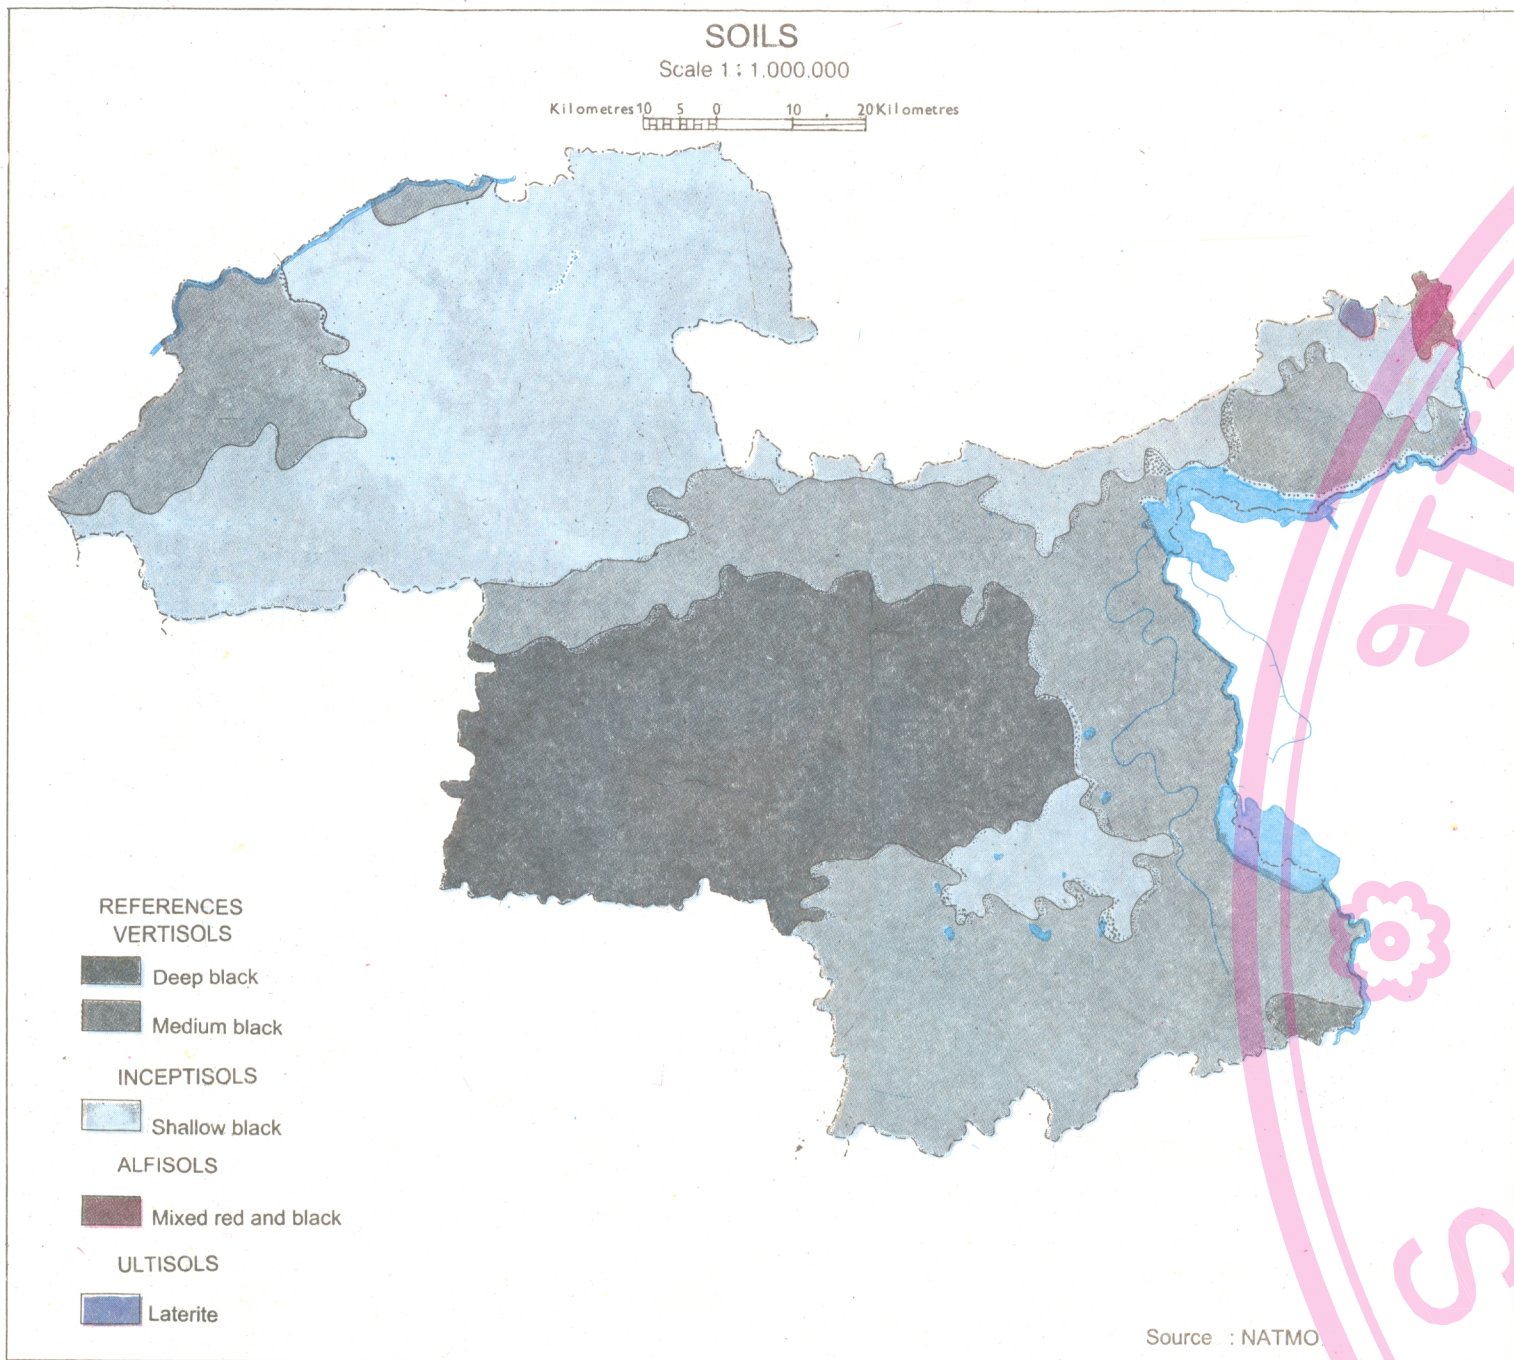 SOILS
Scale 1 : 1,000,000
Kilometres 10 5 0 10 20 Kilometres
REFERENCES
VERTISOLS
Deep black
Medium black
INCEPTISOLS
Shallow black
ALFISOLS
Mixed red and black
ULTISOLS
Laterite
Source : NATMO.